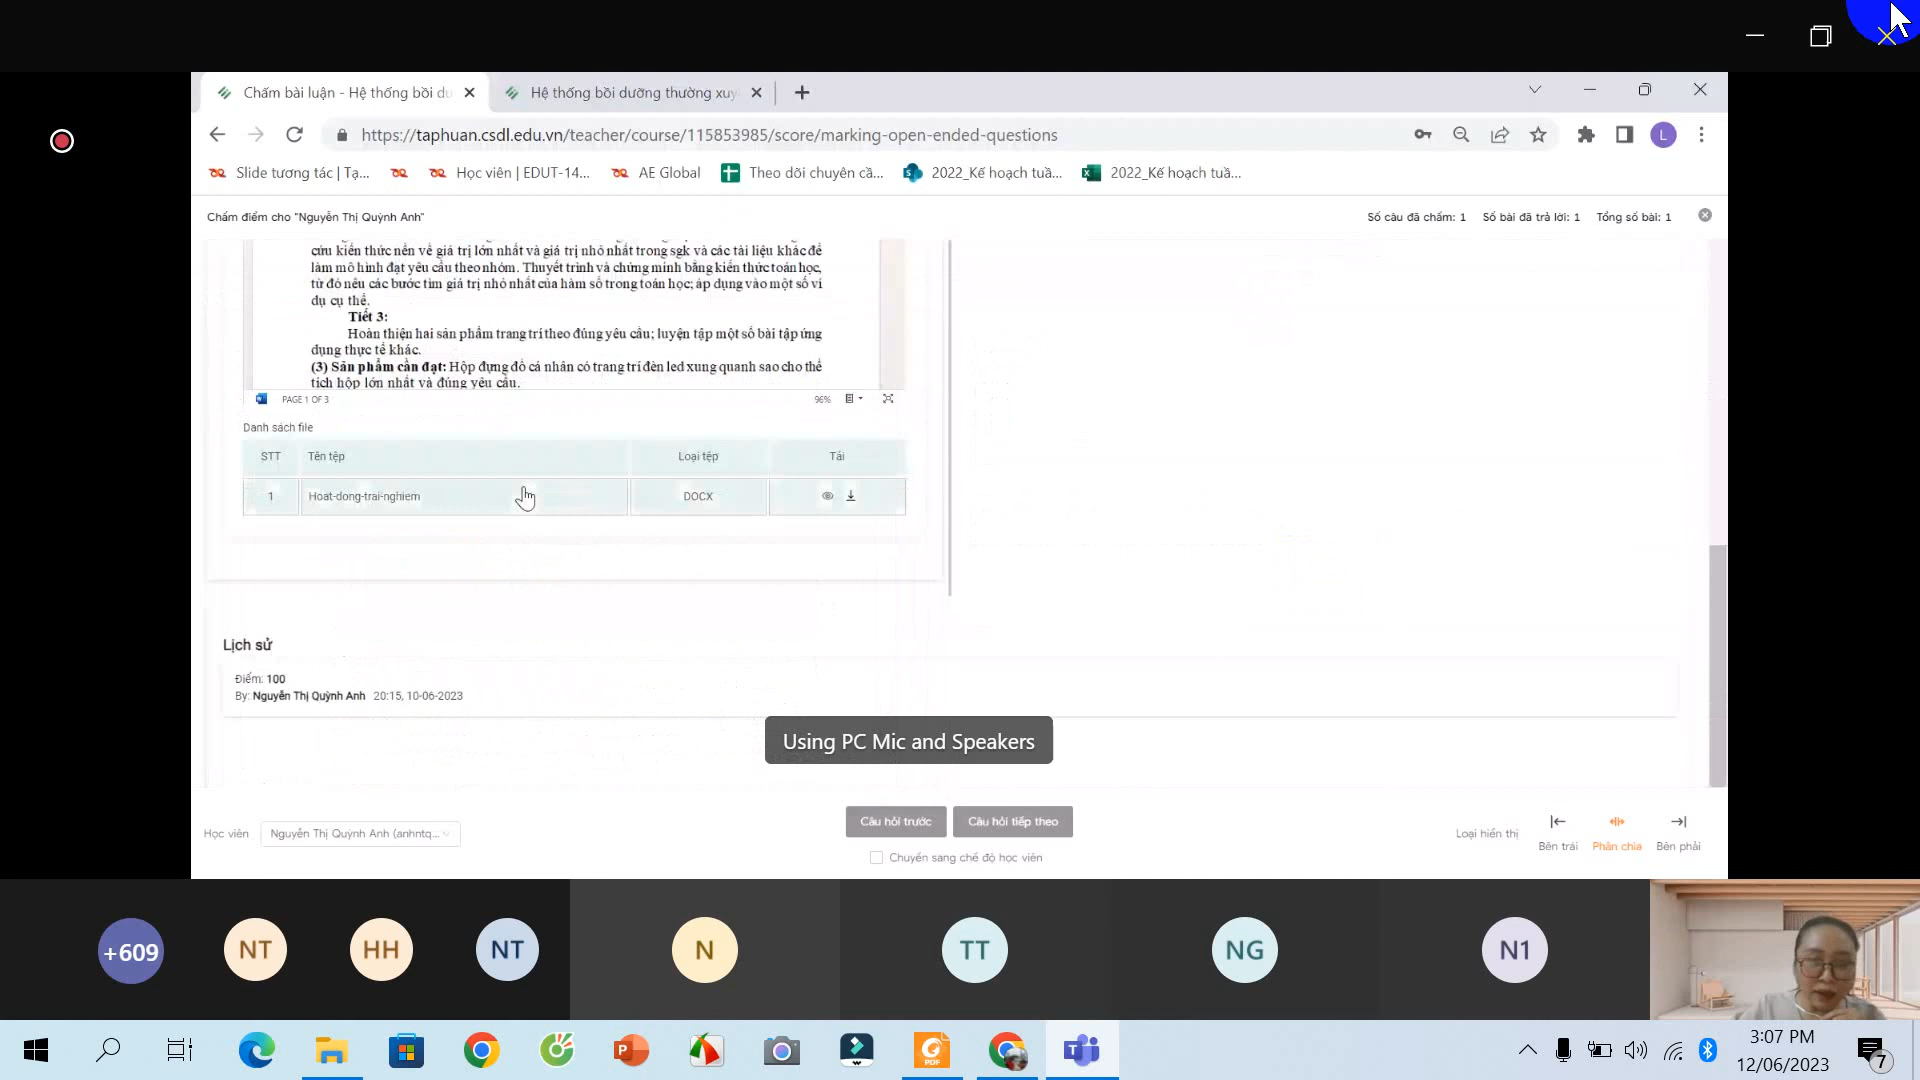 Chấm bài luận - Hệ thống bồi dư
Hệ thống bồi dưỡng thường xuy
https://taphuan.csdl.edu.vn/teacher/course/115853985/score/marking-open-ended-questions
L
Slide tương tác | Tạ...
Học viên | EDUT-14...
AE Global
Theo dõi chuyên cầ...
2022_Kế hoạch tuầ...
2022_Kế hoạch tuầ...
Chấm điểm cho "Nguyễn Thị Quỳnh Anh"
Số câu đã chấm: 1
Số bài đã trả lời: 1
Tổng số bài: 1
cứu kiến thức nền về giá trị lớn nhất và giá trị nhỏ nhất trong sgk và các tài liệu khác để
làm mô hình đạt yêu cầu theo nhóm. Thuyết trình và chứng minh bằng kiến thức toán học,
từ đó nêu các bước tìm giá trị nhỏ nhất của hàm số trong toán học; áp dụng vào một số ví
dụ cụ thể.
Tiết 3:
Hoàn thiện hai sản phẩm trang trí theo đúng yêu cầu; luyện tập một số bài tập ứng
dụng thực tế khác.
(3) Sản phẩm cần đạt: Hộp đựng đồ cá nhân có trang trí đèn led xung quanh sao cho thể
tích hộp lớn nhất và đúng yêu cầu.
PAGE 1 OF 3
96%
Danh sách file
STT
Tên tệp
Loại tệp
Tải
1
Hoat-dong-trai-nghiem
DOCX
Lịch sử
Điểm: 100
By: Nguyễn Thị Quỳnh Anh 20:15, 10-06-2023
Using PC Mic and Speakers
Học viên
Nguyễn Thị Quỳnh Anh (anhntq...
Câu hỏi trước
Câu hỏi tiếp theo
Chuyển sang chế độ học viên
Loại hiển thị
Bên trái
Phân chia
Bên phải
+609
NT
HH
NT
N
TT
NG
N1
3:07 PM
12/06/2023
7